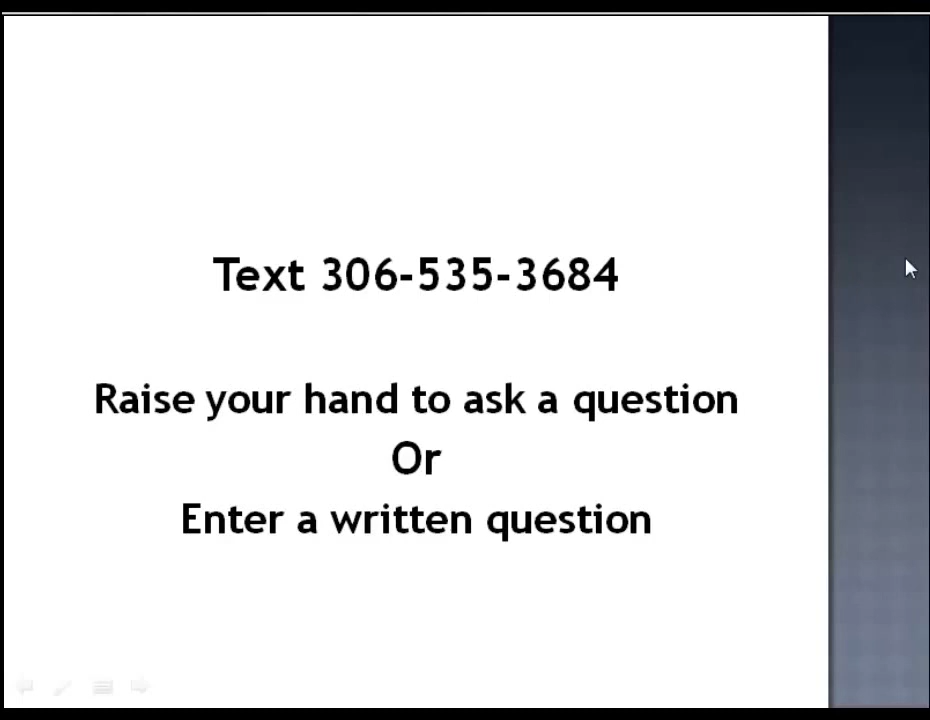 Text 306-535-3684
Raise your hand to ask a question
Or
Enter a written question